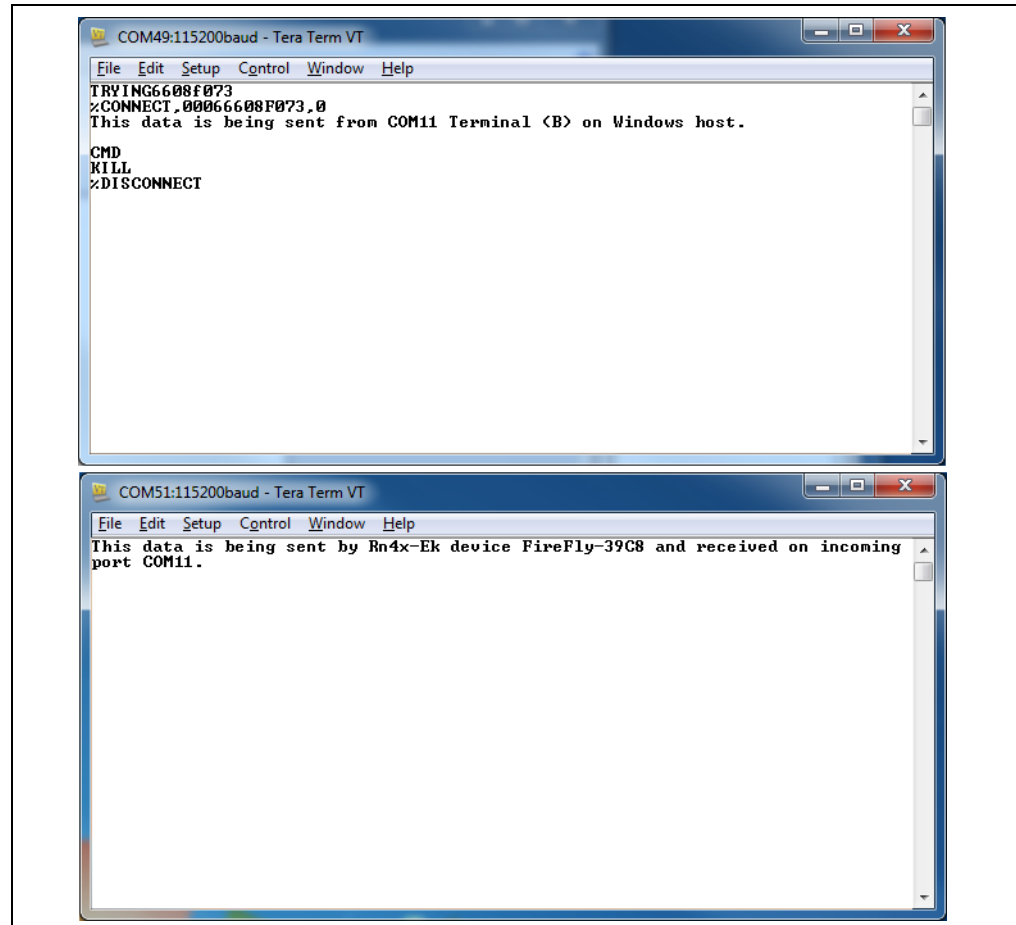 COM49:115200baud - Tera Term VT
File Edit Setup Control Window Help
TRYING6608f073
%CONNECT,00066608F073,0
This data is being sent from COM11 Terminal (B) on Windows host.
CMD
KILL
%DISCONNECT
COM51:115200baud - Tera Term VT
File Edit Setup Control Window Help
This data is being sent by Rn4x-Ek device FireFly-39C8 and received on incoming
port COM11.